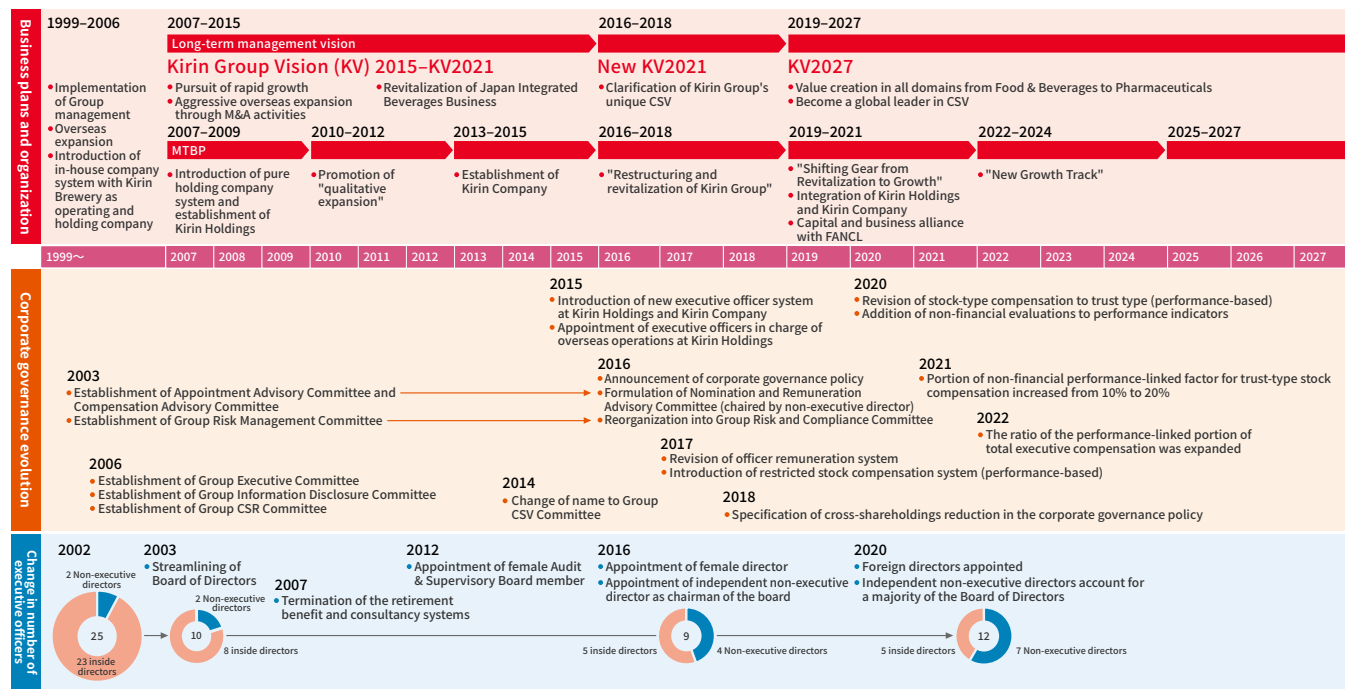 Business plans and organization
1999–2006
• Implementation
of Group
management
• Overseas
expansion
• Introduction of
in-house company
system with Kirin
Brewery as
operating and
holding company
2007–2015
Long-term management vision
Kirin Group Vision (KV) 2015–KV2021
• Pursuit of rapid growth
• Aggressive overseas expansion
through M&A activities
• Revitalization of Japan Integrated
Beverages Business
2016–2018
New KV2021
• Clarification of Kirin Group's
unique CSV
2019–2027
KV2027
• Value creation in all domains from Food & Beverages to Pharmaceuticals
• Become a global leader in CSV
2007–2009
MTBP
• Introduction of pure
holding company
system and
establishment of
Kirin Holdings
2010–2012
• Promotion of
"qualitative
expansion"
2013–2015
• Establishment of
Kirin Company
2016–2018
• "Restructuring and
revitalization of Kirin Group"
2019–2021
• "Shifting Gear from
Revitalization to Growth"
• Integration of Kirin Holdings
and Kirin Company
• Capital and business alliance
with FANCL
2022–2024
• "New Growth Track"
2025–2027
1999～ 2007 2008 2009 2010 2011 2012 2013 2014 2015 2016 2017 2018 2019 2020 2021 2022 2023 2024 2025 2026 2027
Corporate governance evolution
2003
• Establishment of Appointment Advisory Committee and
Compensation Advisory Committee
• Establishment of Group Risk Management Committee
2006
• Establishment of Group Executive Committee
• Establishment of Group Information Disclosure Committee
• Establishment of Group CSR Committee
2014
• Change of name to Group
CSV Committee
2015
• Introduction of new executive officer system
at Kirin Holdings and Kirin Company
• Appointment of executive officers in charge of
overseas operations at Kirin Holdings
2016
• Announcement of corporate governance policy
• Formulation of Nomination and Remuneration
Advisory Committee (chaired by non-executive director)
• Reorganization into Group Risk and Compliance Committee
2017
• Revision of officer remuneration system
• Introduction of restricted stock compensation system (performance-based)
2018
• Specification of cross-shareholdings reduction in the corporate governance policy
2020
• Revision of stock-type compensation to trust type (performance-based)
• Addition of non-financial evaluations to performance indicators
2021
• Portion of non-financial performance-linked factor for trust-type stock
compensation increased from 10% to 20%
2022
• The ratio of the performance-linked portion of
total executive compensation was expanded
Change in number of
executive officers
2002
2 Non-executive
directors
25
23 inside
directors
2003
• Streamlining of
Board of Directors
2 Non-executive
directors
10
8 inside directors
2007
• Termination of the retirement
benefit and consultancy systems
2012
• Appointment of female Audit
& Supervisory Board member
2016
• Appointment of female director
• Appointment of independent non-executive
director as chairman of the board
5 inside directors
9
4 Non-executive directors
2020
• Foreign directors appointed
• Independent non-executive directors account for
a majority of the Board of Directors
5 inside directors
12
7 Non-executive directors